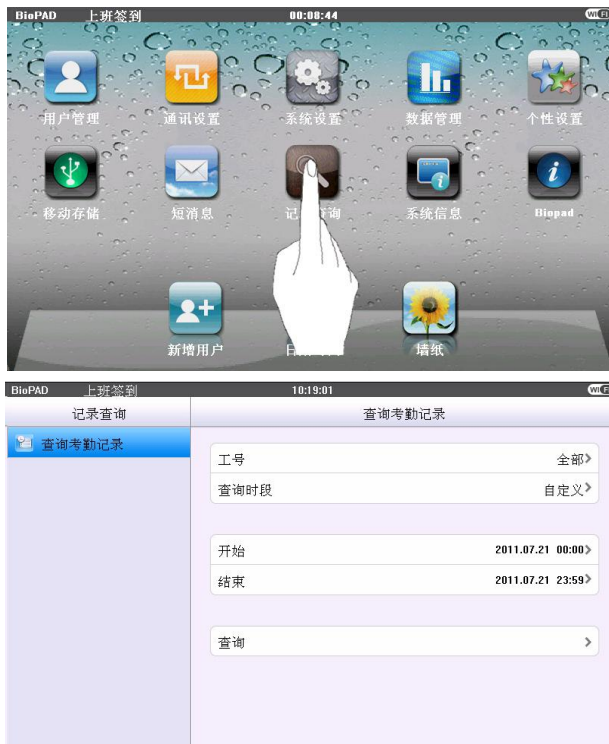 BioPAD 上班签到 00:08:44 WIFI
用户管理 通讯设置 系统设置 数据管理 个性设置
移动存储 短消息 记 询 系统信息 Biopad
新增用户 墙纸
BioPAD 上班签到 10:19:01 WIFI
记录查询 查询考勤记录
查询考勤记录
工号 全部>
查询时段 自定义>
开始 2011.07.21 00:00>
结束 2011.07.21 23:59>
查询 >